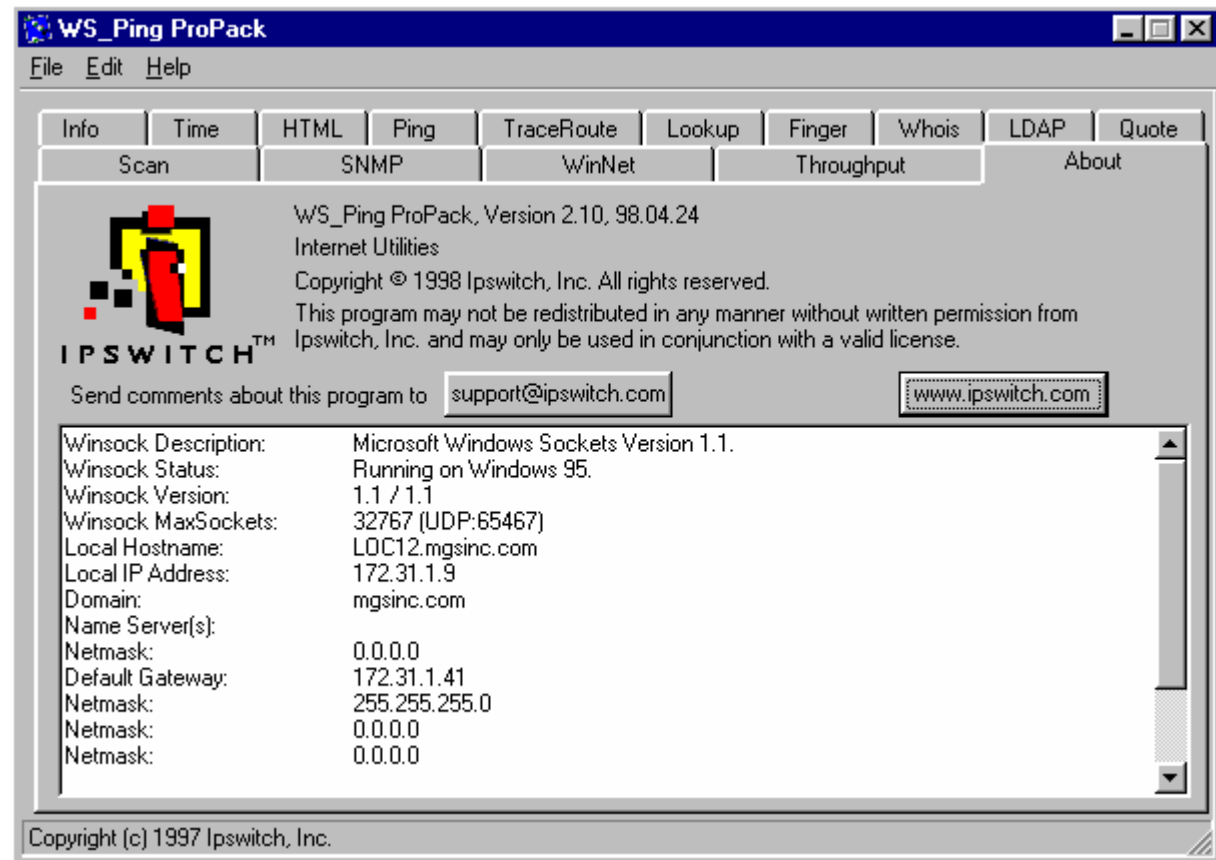 WS_Ping ProPack
File Edit Help
Info Time HTML Ping TraceRoute Lookup Finger Whois LDAP Quote
Scan SNMP WinNet Throughput About
WS_Ping ProPack, Version 2.10, 98.04.24
Internet Utilities
Copyright © 1998 Ipswitch, Inc. All rights reserved.
This program may not be redistributed in any manner without written permission from
Ipswitch, Inc. and may only be used in conjunction with a valid license.
IPSWITCH™
Send comments about this program to support@ipswitch.com www.ipswitch.com
Winsock Description: Microsoft Windows Sockets Version 1.1.
Winsock Status: Running on Windows 95.
Winsock Version: 1.1 / 1.1
Winsock MaxSockets: 32767 (UDP:65467)
Local Hostname: LOC12.mgsinc.com
Local IP Address: 172.31.1.9
Domain: mgsinc.com
Name Server(s):
Netmask: 0.0.0.0
Default Gateway: 172.31.1.41
Netmask: 255.255.255.0
Netmask: 0.0.0.0
Netmask: 0.0.0.0
Copyright (c) 1997 Ipswitch, Inc.